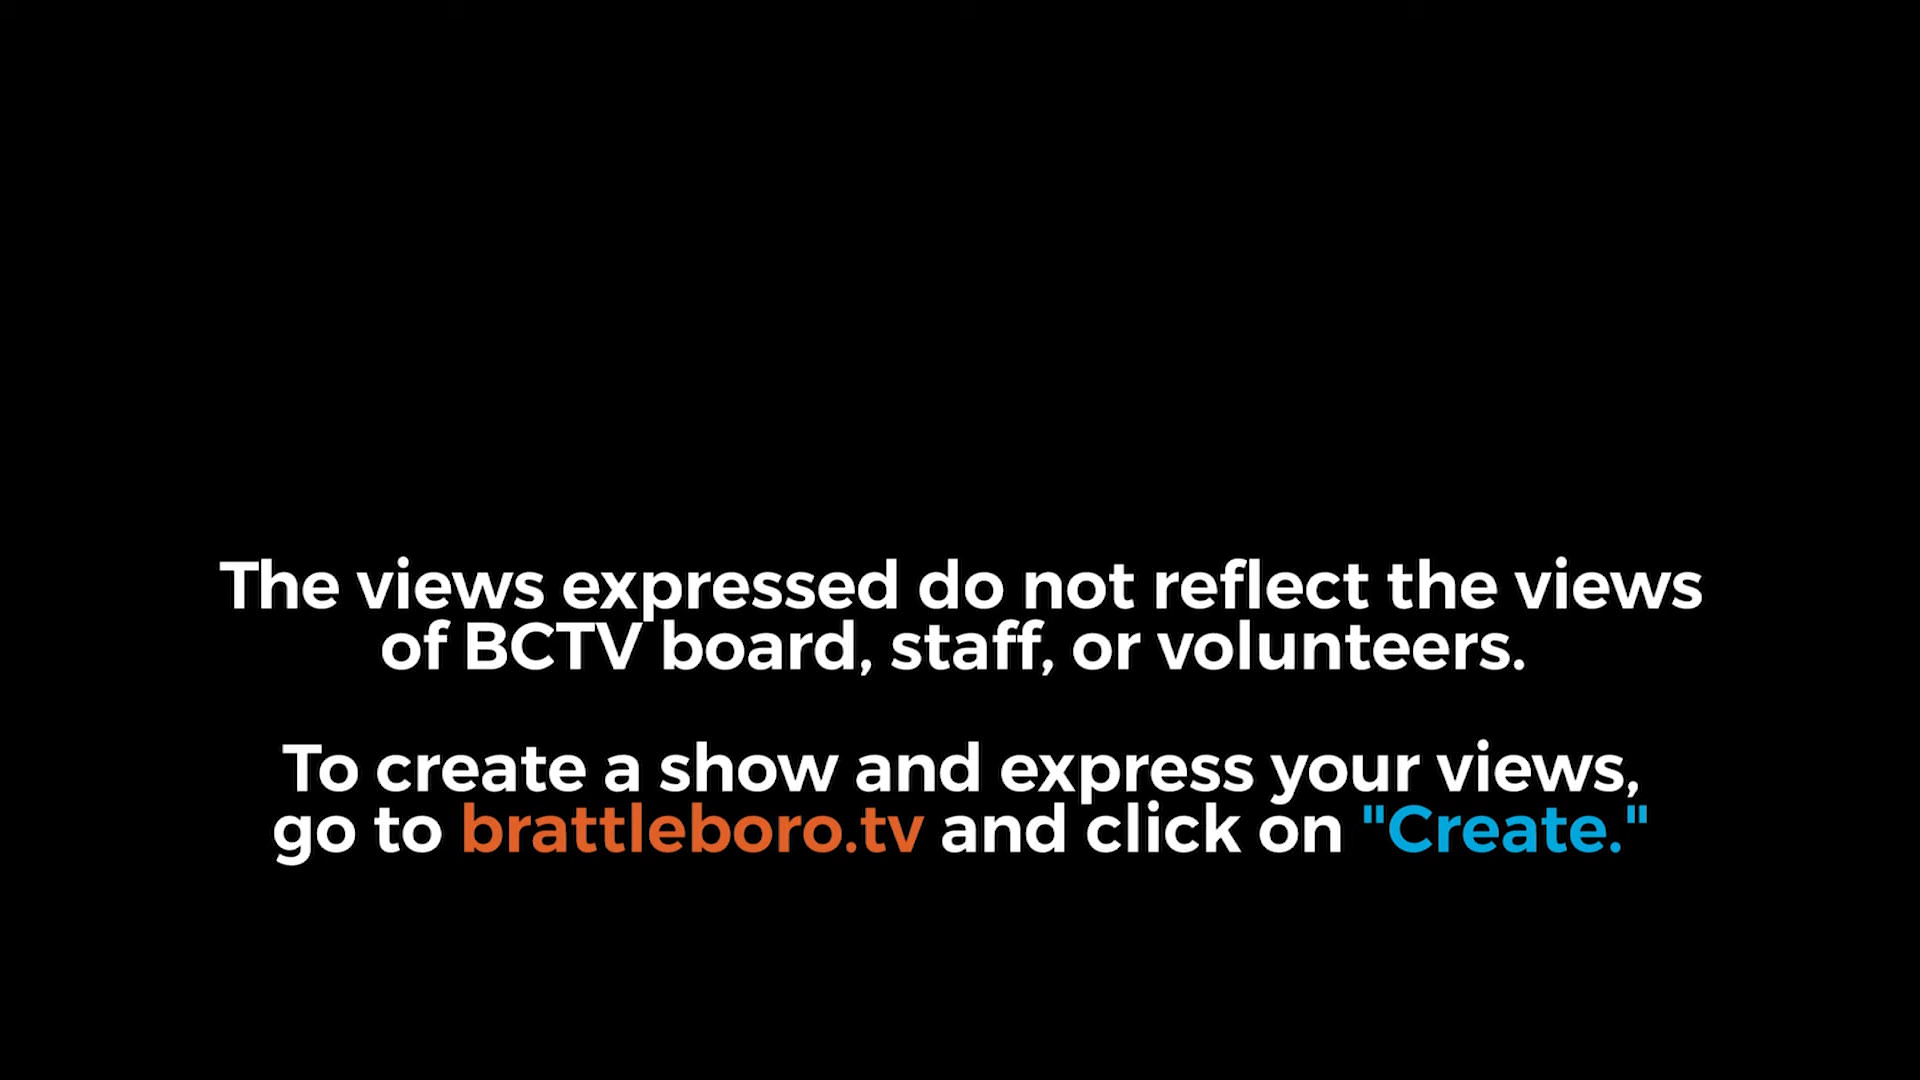 The views expressed do not reflect the views
of BCTV board, staff, or volunteers.
To create a show and express your views,
go to brattleboro.tv and click on "Create."